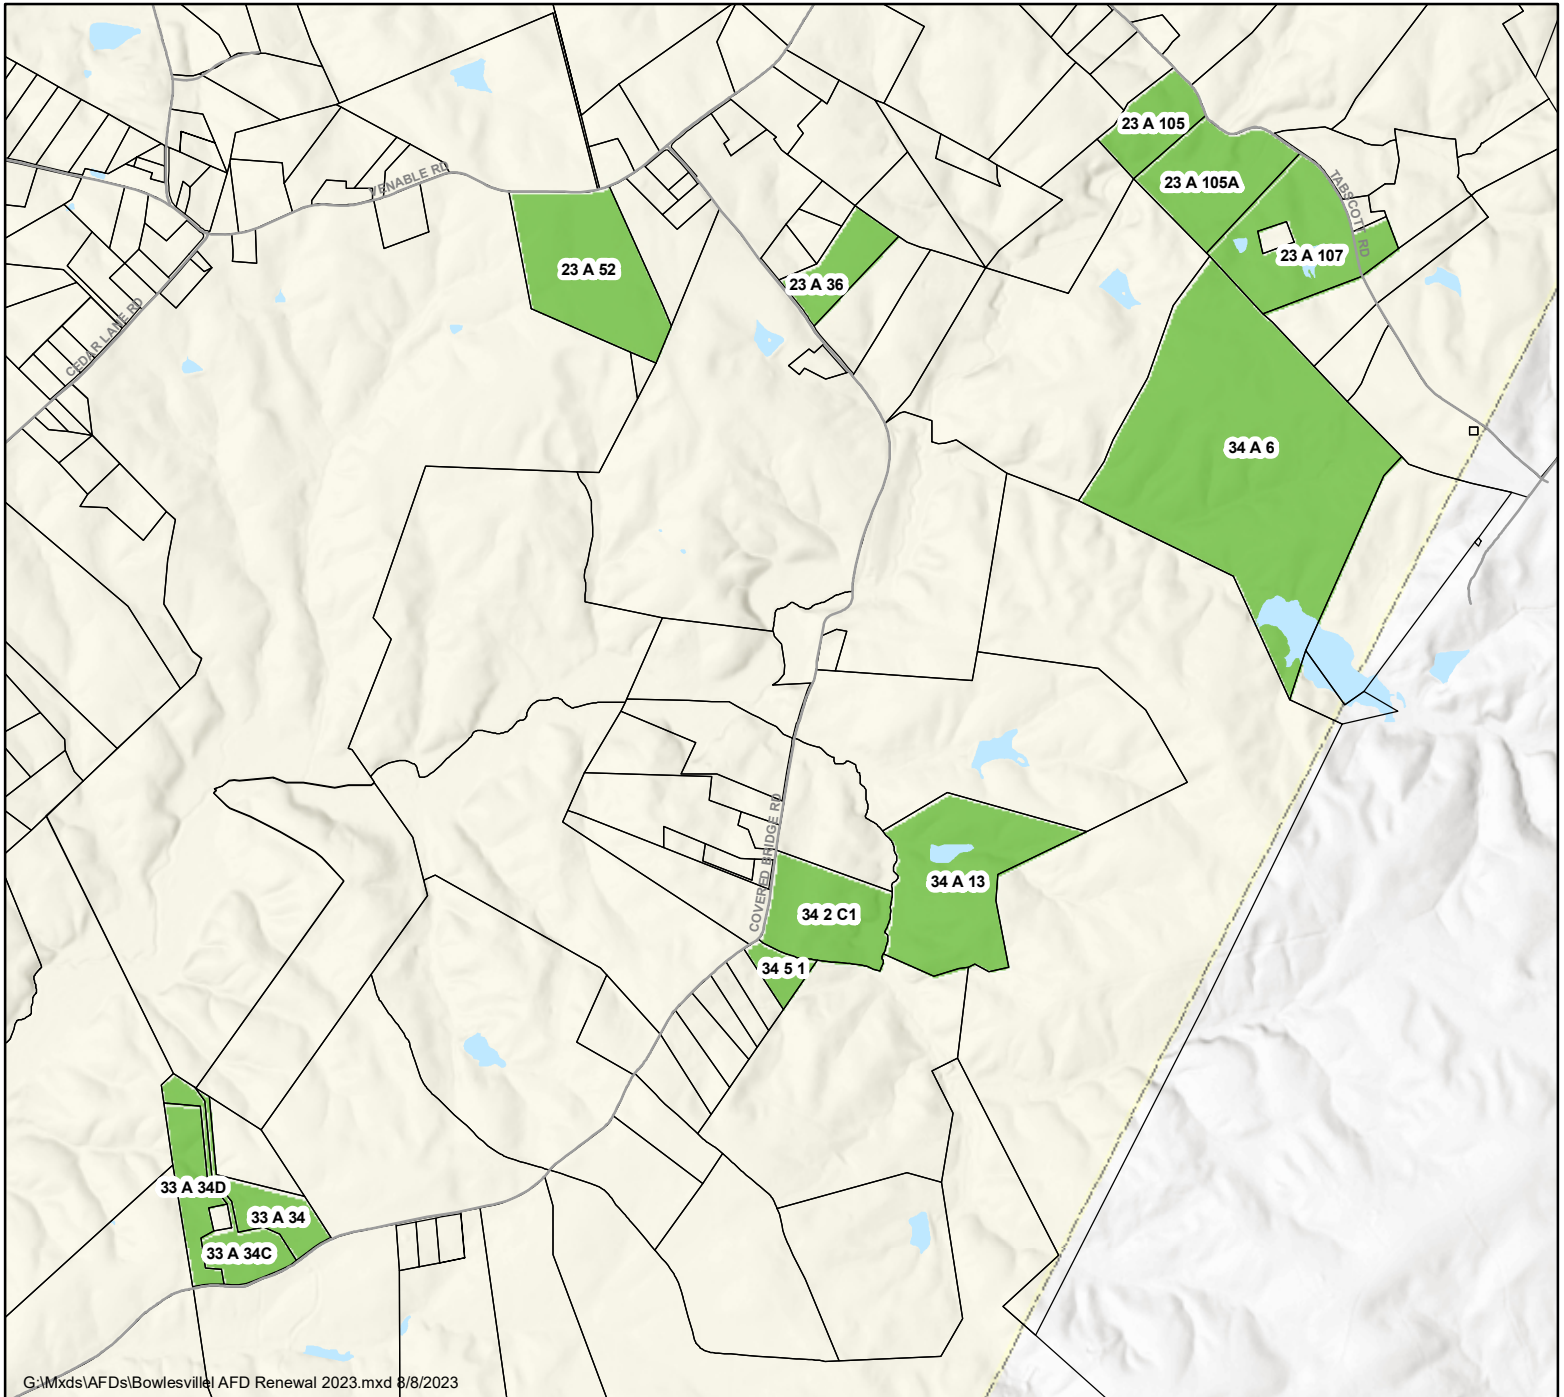 23 A 105
VENABLE RD
23 A 105A
TABSCOTT RD
23 A 52
23 A 107
23 A 36
CEDAR LANE RD
34 A 6
COVERED BRIDGE RD
34 A 13
34 2 C1
34 5 1
33 A 34D
33 A 34
33 A 34C
G:\Mxds\AFDs\Bowlesvillel AFD Renewal 2023.mxd 8/8/2023